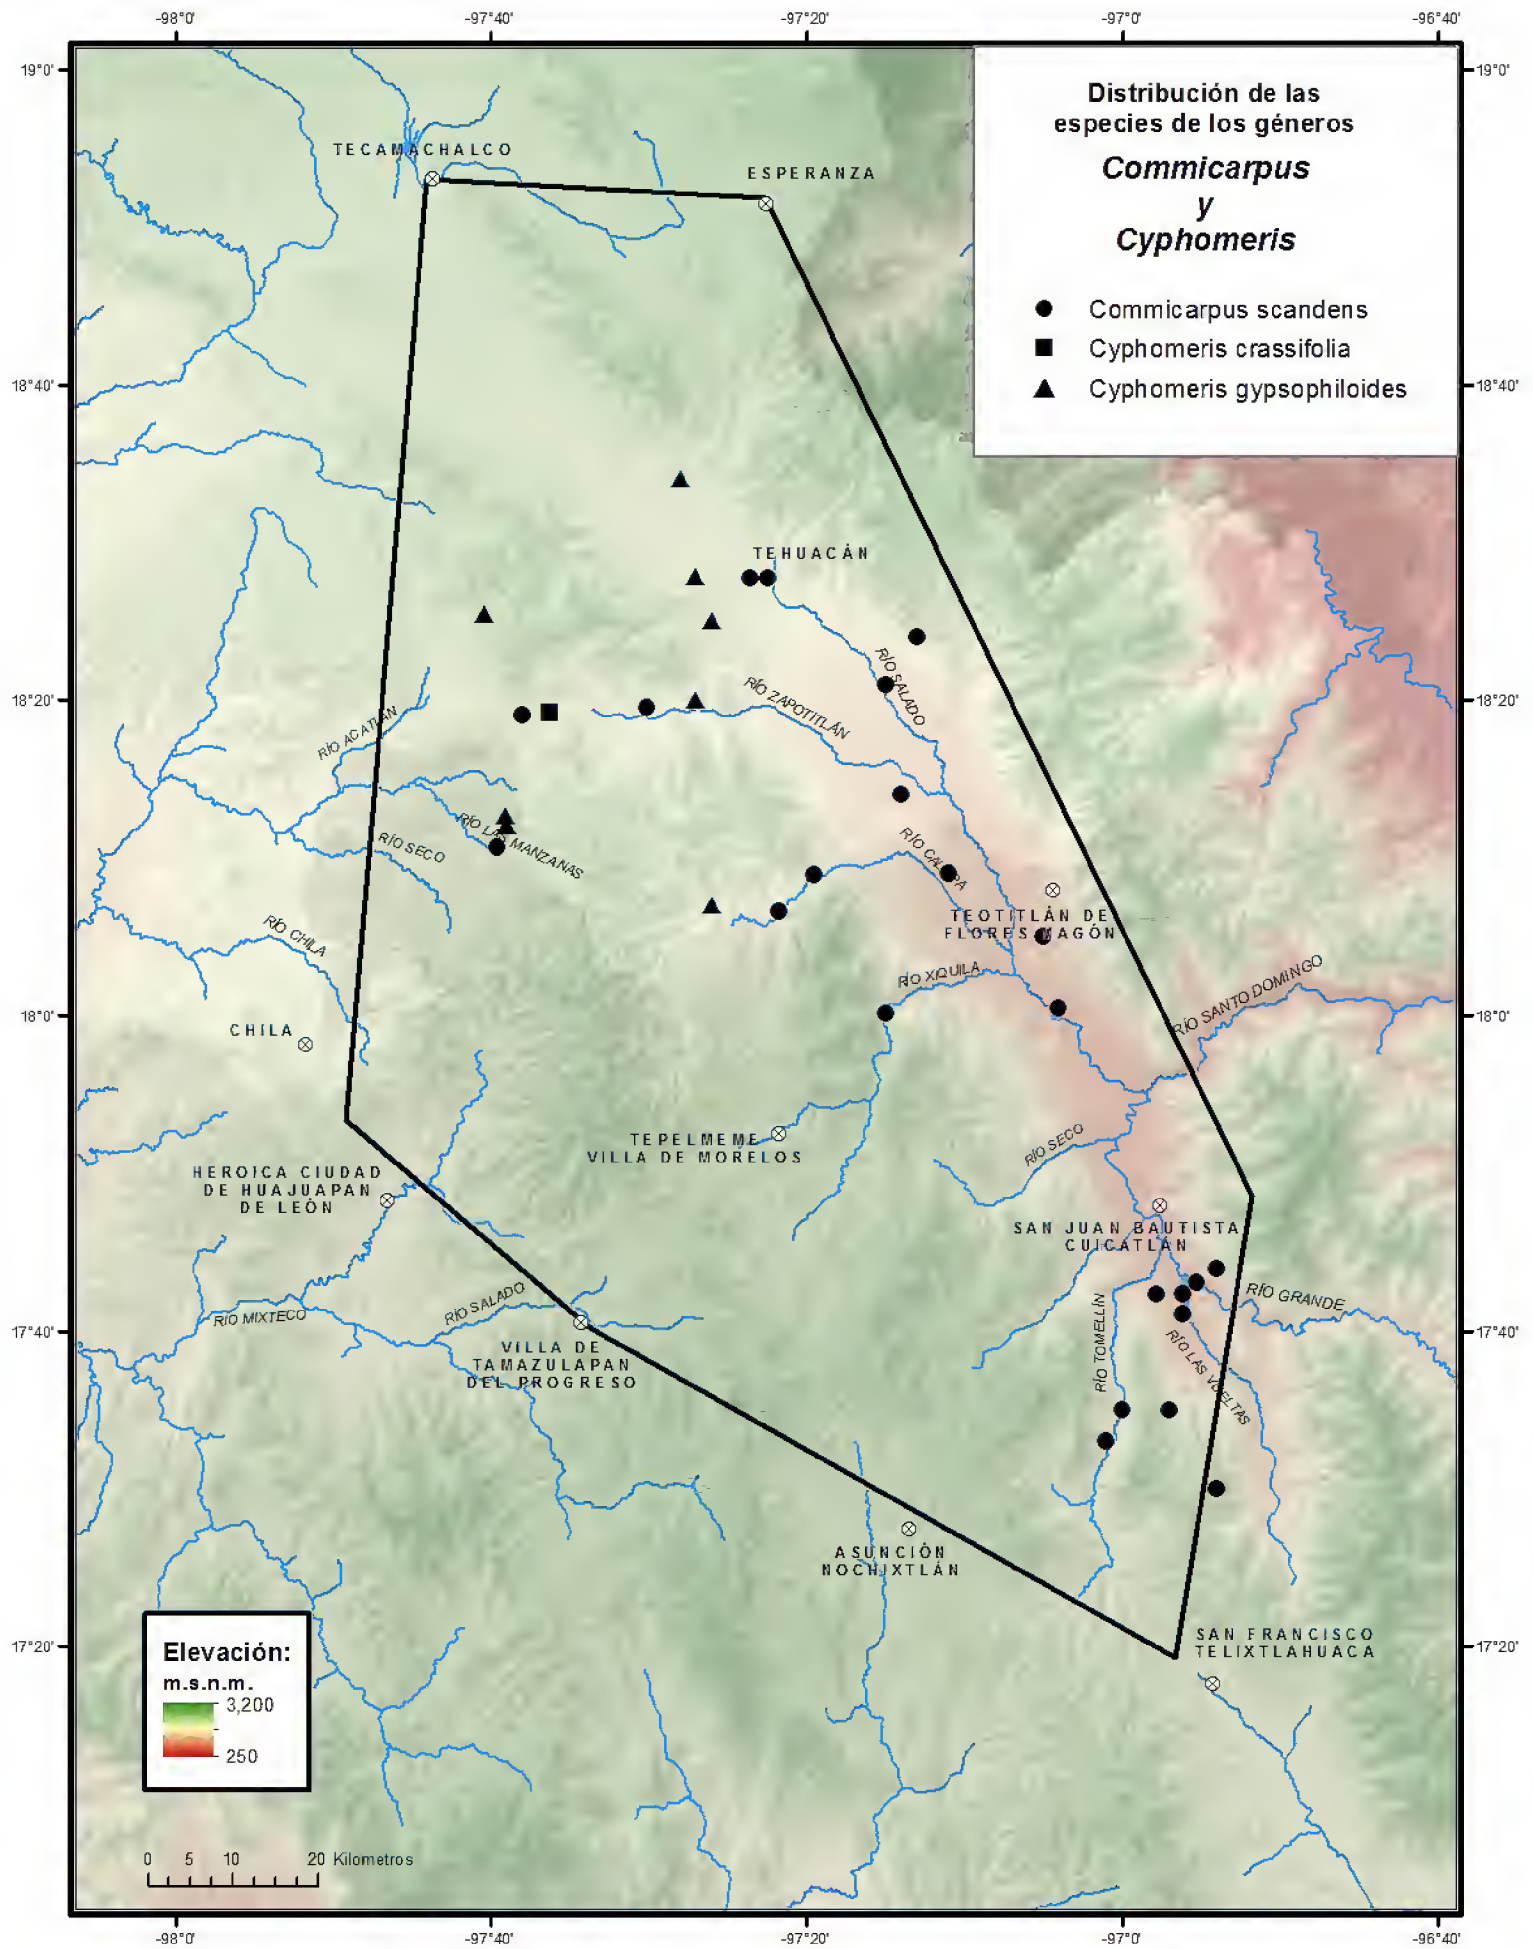 -98°0'
-97°40'
-97°20'
-97°0'
-96°40'
19°0'
19°0'
Distribución de las
especies de los géneros
Commicarpus
y
Cyphomeris
Commicarpus scandens
Cyphomeris crassifolia
Cyphomeris gypsophiloides
TECAMACHALCO
ESPERANZA
18°40'
18°40'
TEHUACÁN
RÍO SALADO
18°20'
18°20'
RÍO ZAPOTITLÁN
RÍO ACATLÁN
RÍO LAS MANZANAS
RÍO SECO
RÍO CALAPA
TEOTITLÁN DE
FLORES MAGÓN
RÍO CHILA
RÍO XIQUILA
RÍO SANTO DOMINGO
18°0'
18°0'
CHILA
TEPELMEME
VILLA DE MORELOS
RÍO SECO
HEROICA CIUDAD
DE HUAJUAPAN
DE LEÓN
SAN JUAN BAUTISTA
CUICATLÁN
RÍO GRANDE
RÍO SALADO
RÍO MIXTECO
17°40'
17°40'
VILLA DE
TAMAZULAPAN
DEL PROGRESO
RÍO TOMELLÍN
RÍO LAS VUELTAS
ASUNCIÓN
NOCHIXTLÁN
SAN FRANCISCO
TELIXTLAHUACA
17°20'
17°20'
Elevación:
m.s.n.m.
3,200
250
0 5 10 20 Kilometros
-98°0'
-97°40'
-97°20'
-97°0'
-96°40'